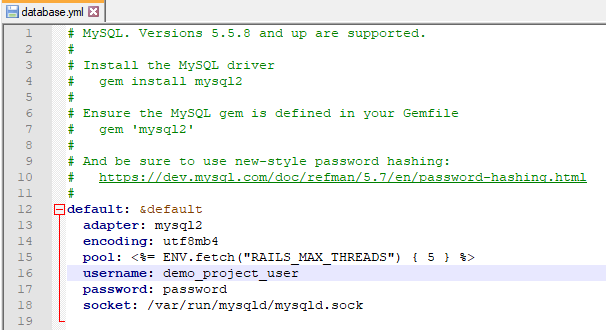 database.yml
1 # MySQL. Versions 5.5.8 and up are supported.
2 #
3 # Install the MySQL driver
4 #   gem install mysql2
5 #
6 # Ensure the MySQL gem is defined in your Gemfile
7 #   gem 'mysql2'
8 #
9 # And be sure to use new-style password hashing:
10 #   https://dev.mysql.com/doc/refman/5.7/en/password-hashing.html
11 #
12 default: &default
13   adapter: mysql2
14   encoding: utf8mb4
15   pool: <%= ENV.fetch("RAILS_MAX_THREADS") { 5 } %>
16   username: demo_project_user
17   password: password
18   socket: /var/run/mysqld/mysqld.sock
19